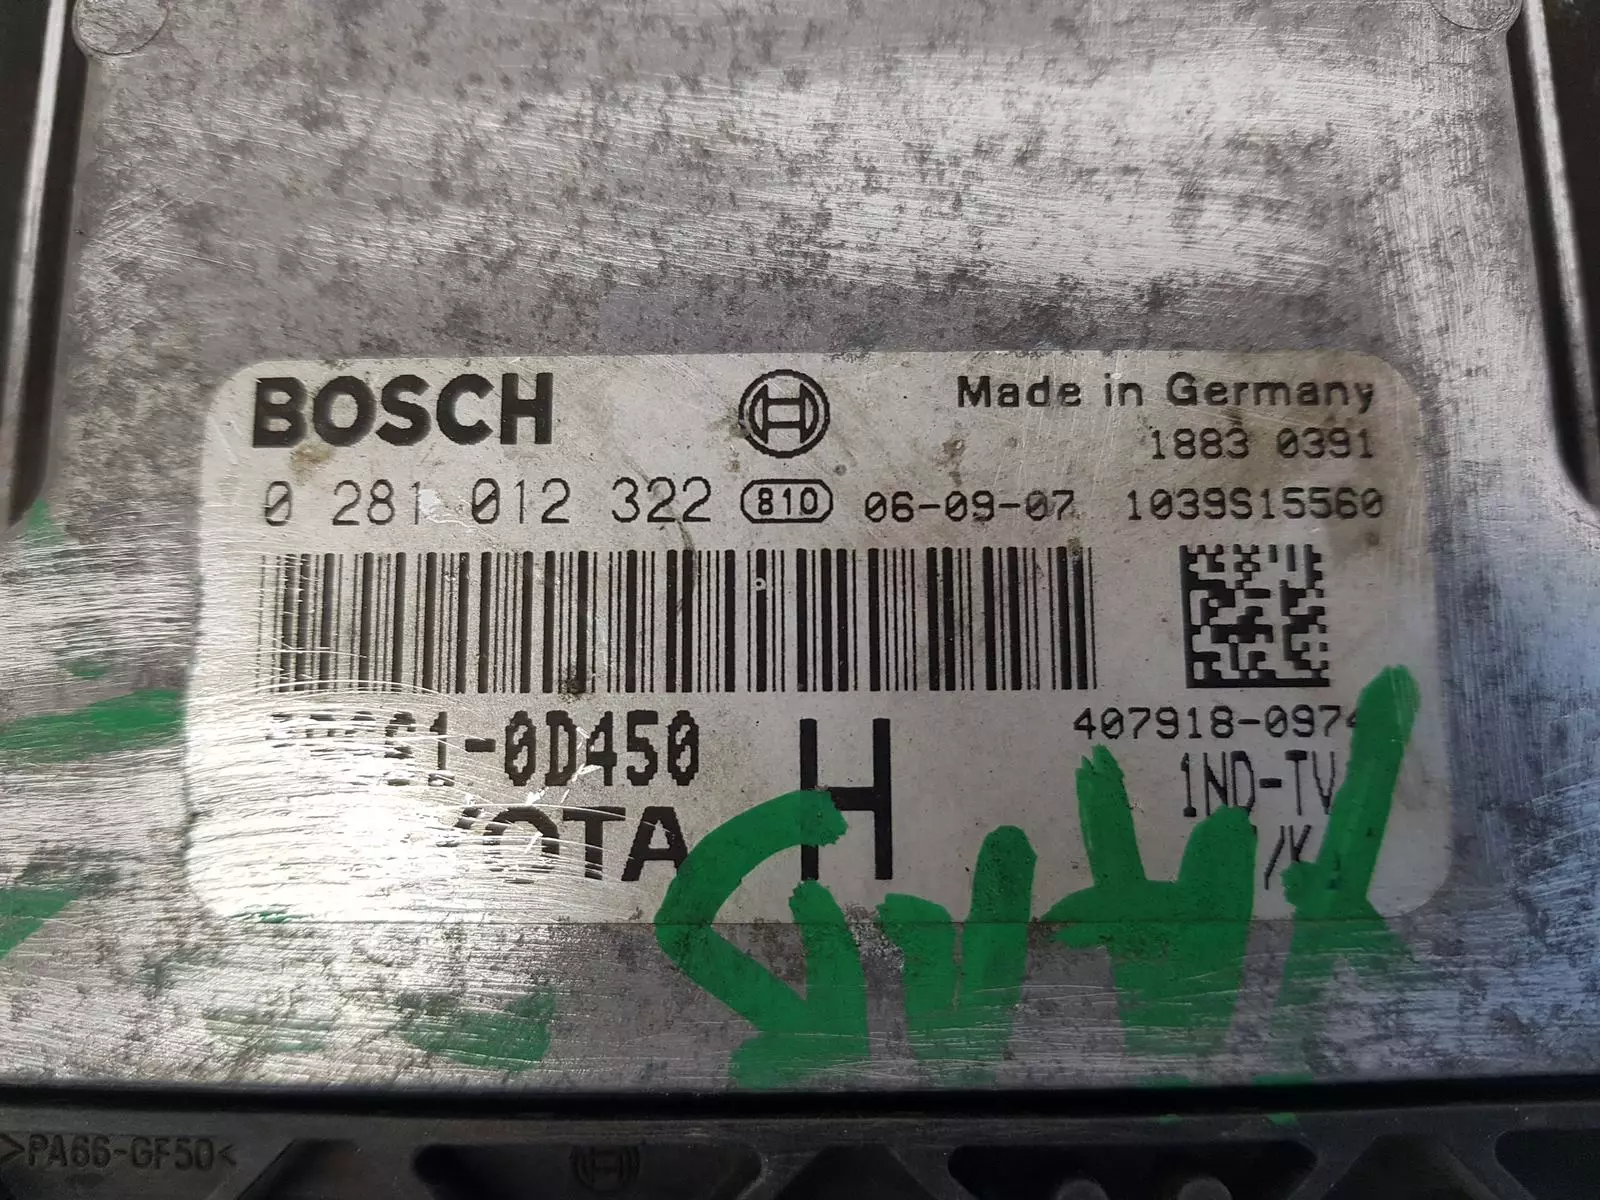 BOSCH
Made in Germany
1883 0391
0 281 012 322 810 06-09-07 1039S15560
-0D450
H
407918-0974
1ND-TV
>PA66-GF50<